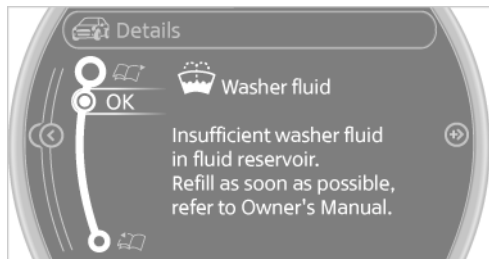 Details
Washer fluid
OK
Insufficient washer fluid
in fluid reservoir.
Refill as soon as possible,
refer to Owner's Manual.